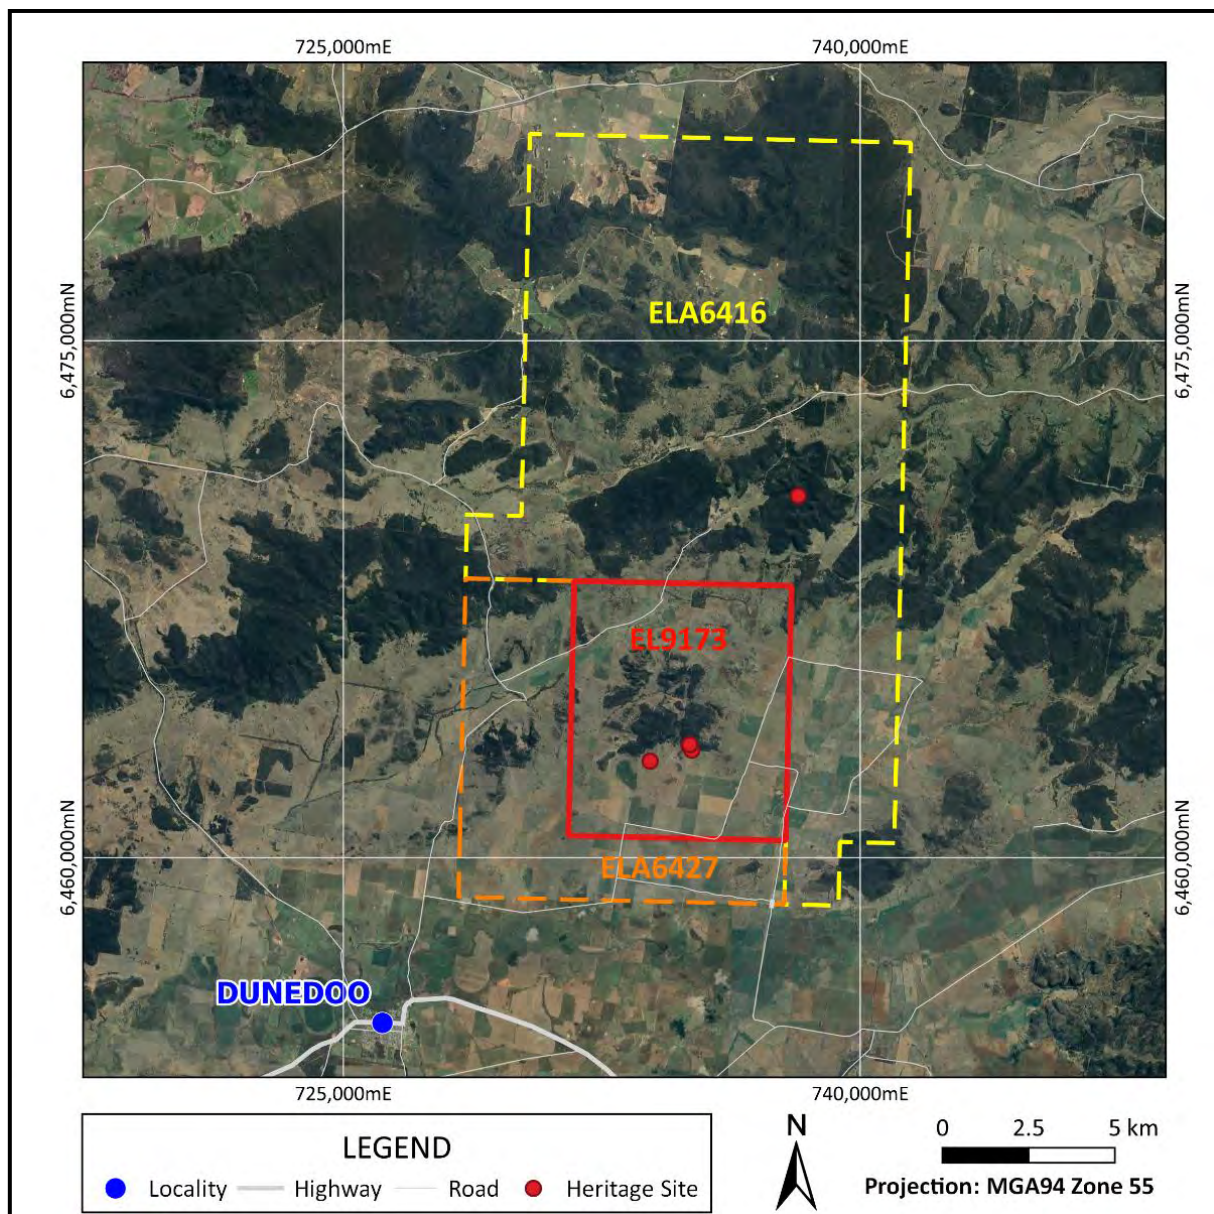 725,000mE
740,000mE
6,475,000mN
6,475,000mN
ELA6416
EL9173
6,460,000mN
6,460,000mN
ELA6427
DUNEDOO
725,000mE
740,000mE
LEGEND
Locality
Highway
Road
Heritage Site
N
0 2.5 5 km
Projection: MGA94 Zone 55